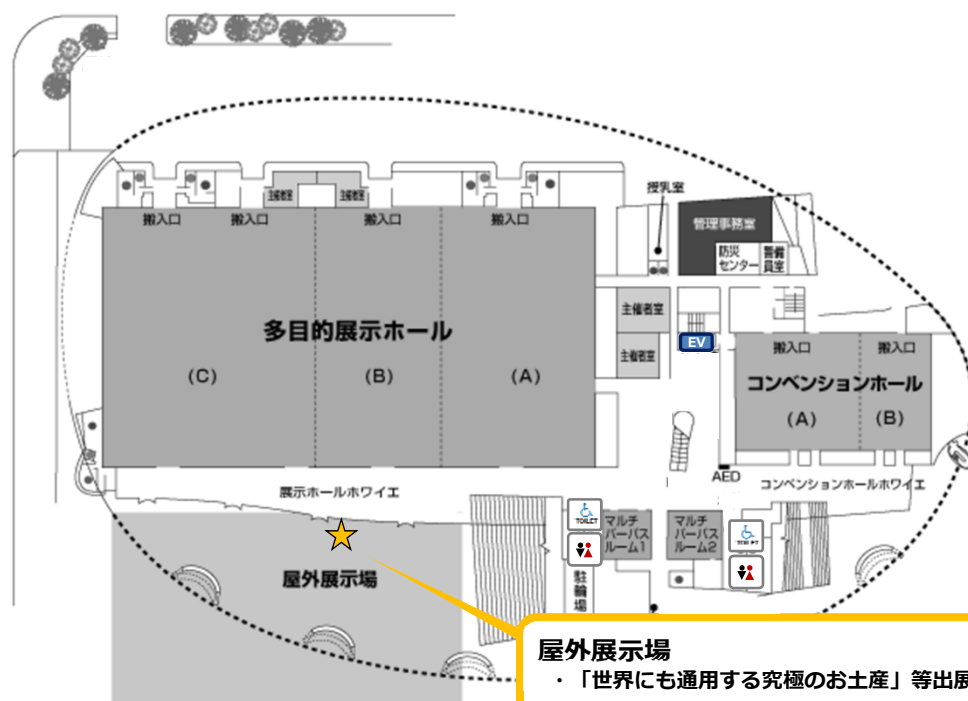 主催者室
主催者室
授乳室
搬入口
搬入口
搬入口
搬入口
管理事務室
防災
センター
警備
員室
主催者室
主催者室
EV
多目的展示ホール
(C)
(B)
(A)
搬入口
搬入口
コンベンションホール
(A)
(B)
AED
コンベンションホールホワイエ
展示ホールホワイエ
TOILET
マルチ
パーパス
ルーム1
マルチ
パーパス
ルーム2
TOILET
駐輪場
屋外展示場
屋外展示場
・「世界にも通用する究極のお土産」等出展